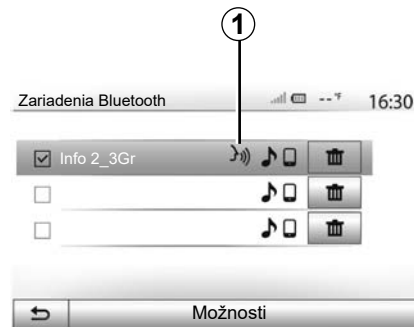 1
Zariadenia Bluetooth -- °F 16:30
Info 2_3Gr
Možnosti